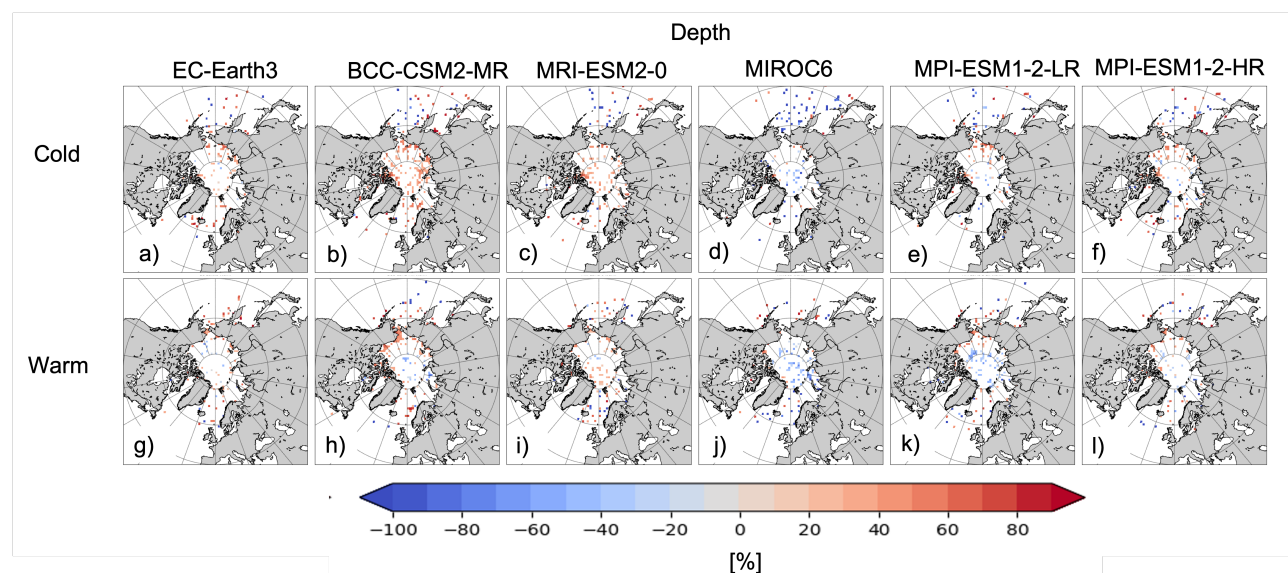 Depth
EC-Earth3 BCC-CSM2-MR MRI-ESM2-0 MIROC6 MPI-ESM1-2-LR MPI-ESM1-2-HR
Cold
a) b) c) d) e) f)
Warm
g) h) i) j) k) l)
−100 −80 −60 −40 −20 0 20 40 60 80
[%]